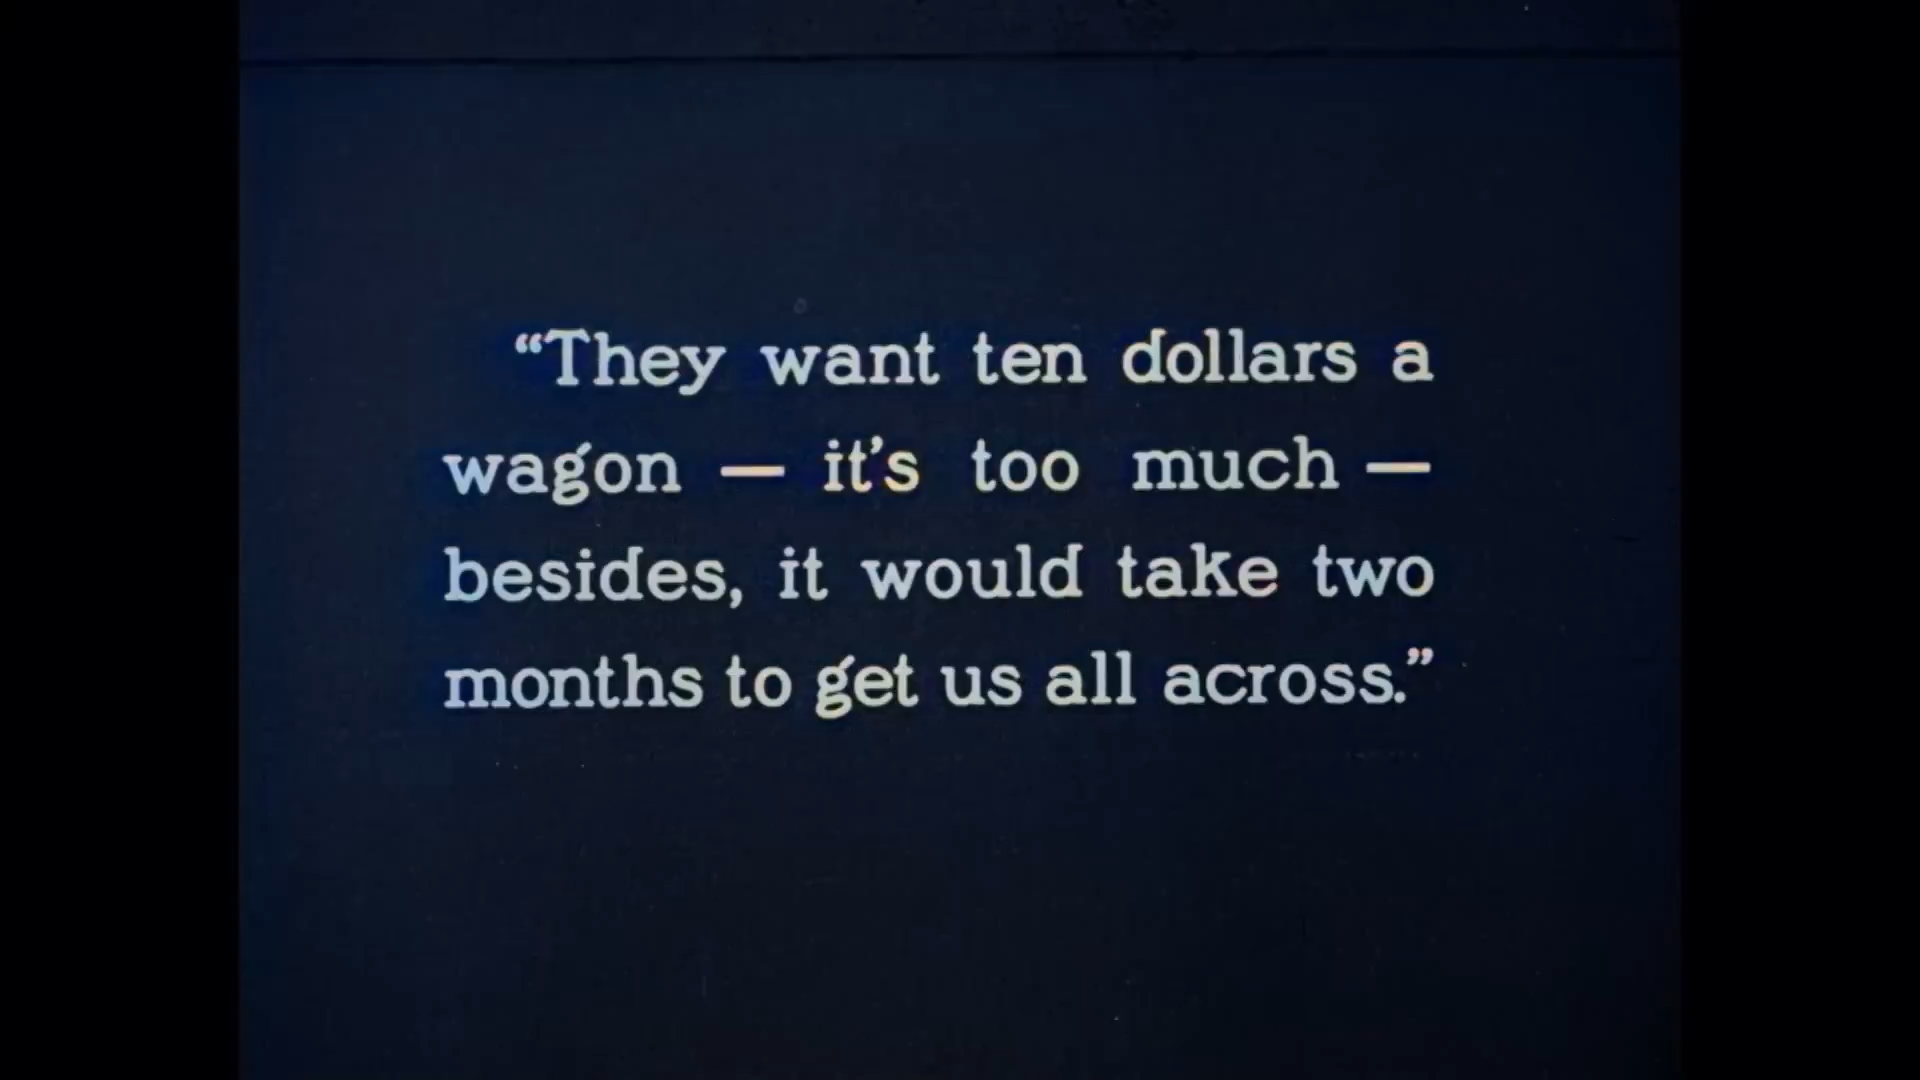 “They want ten dollars a
wagon — it’s too much —
besides, it would take two
months to get us all across.”